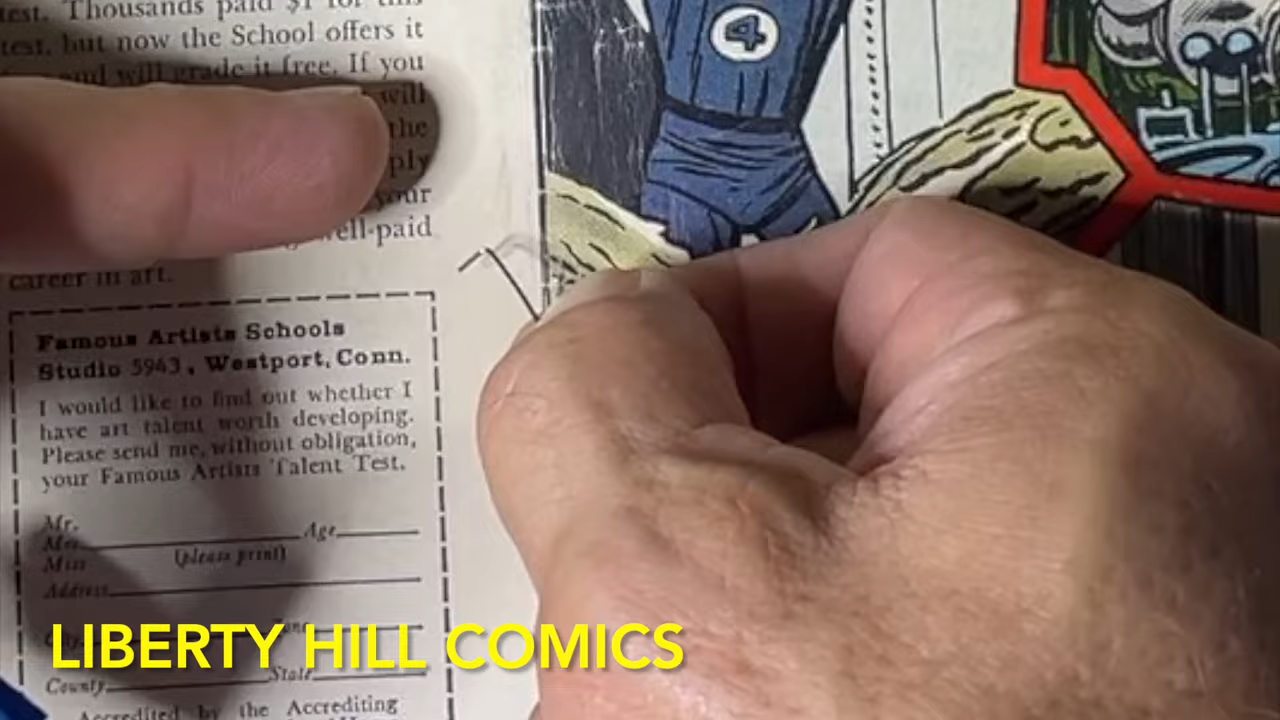 test. Thousands paid $1 for this
test, but now the School offers it
and will grade it free. If you
will
the
ply
your
well-paid
career in art.
4
Famous Artists Schools
Studio 5943, Westport, Conn.
I would like to find out whether I
have art talent worth developing.
Please send me, without obligation,
your Famous Artists Talent Test.
Mr.
Mrs. Age
Miss (please print)
Address
Zone
County State
Accredited by the Accrediting
LIBERTY HILL COMICS